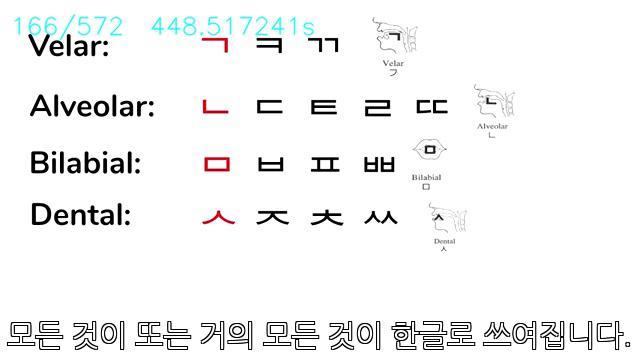 166/572 448.517241s
Velar: ㄱ ㅋ ㄲ
Velar
ㄱ
Alveolar: ㄴ ㄷ ㅌ ㄹ ㄸ
Alveolar
ㄴ
Bilabial: ㅁ ㅂ ㅍ ㅃ
Bilabial
ㅁ
Dental: ㅅ ㅈ ㅊ ㅆ
Dental
ㅅ
모든 것이 또는 거의 모든 것이 한글로 쓰여집니다.